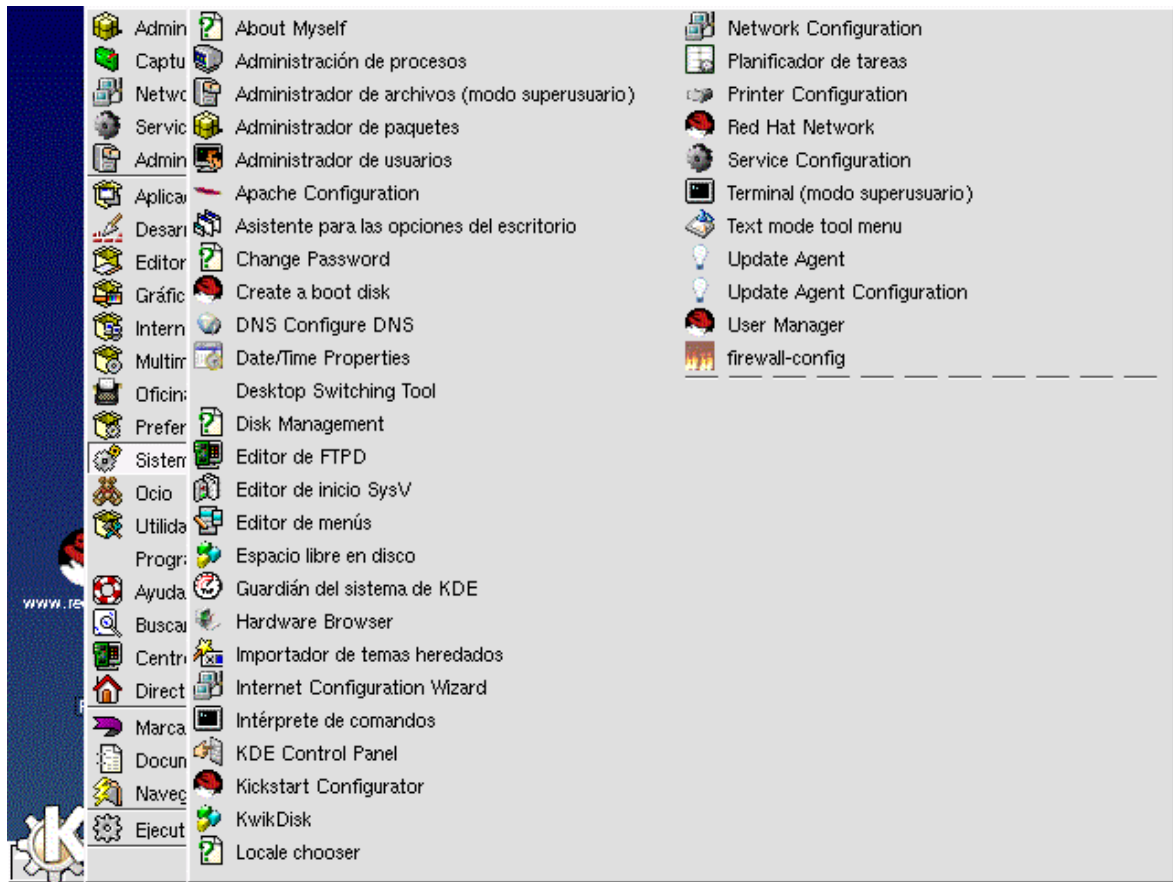 Admin
Captu
Netwo
Servic
Admin
Aplica
Desarr
Editor
Gráfic
Intern
Multim
Oficin
Prefer
Sistem
Ocio
Utilida
Progr
Ayuda
Busca
Centr
Direct
Marca
Docum
Naveg
Ejecut
About Myself
Administración de procesos
Administrador de archivos (modo superusuario)
Administrador de paquetes
Administrador de usuarios
Apache Configuration
Asistente para las opciones del escritorio
Change Password
Create a boot disk
DNS Configure DNS
Date/Time Properties
Desktop Switching Tool
Disk Management
Editor de FTPD
Editor de inicio SysV
Editor de menús
Espacio libre en disco
Guardián del sistema de KDE
Hardware Browser
Importador de temas heredados
Internet Configuration Wizard
Intérprete de comandos
KDE Control Panel
Kickstart Configurator
KwikDisk
Locale chooser
Network Configuration
Planificador de tareas
Printer Configuration
Red Hat Network
Service Configuration
Terminal (modo superusuario)
Text mode tool menu
Update Agent
Update Agent Configuration
User Manager
firewall-config
www.re
K